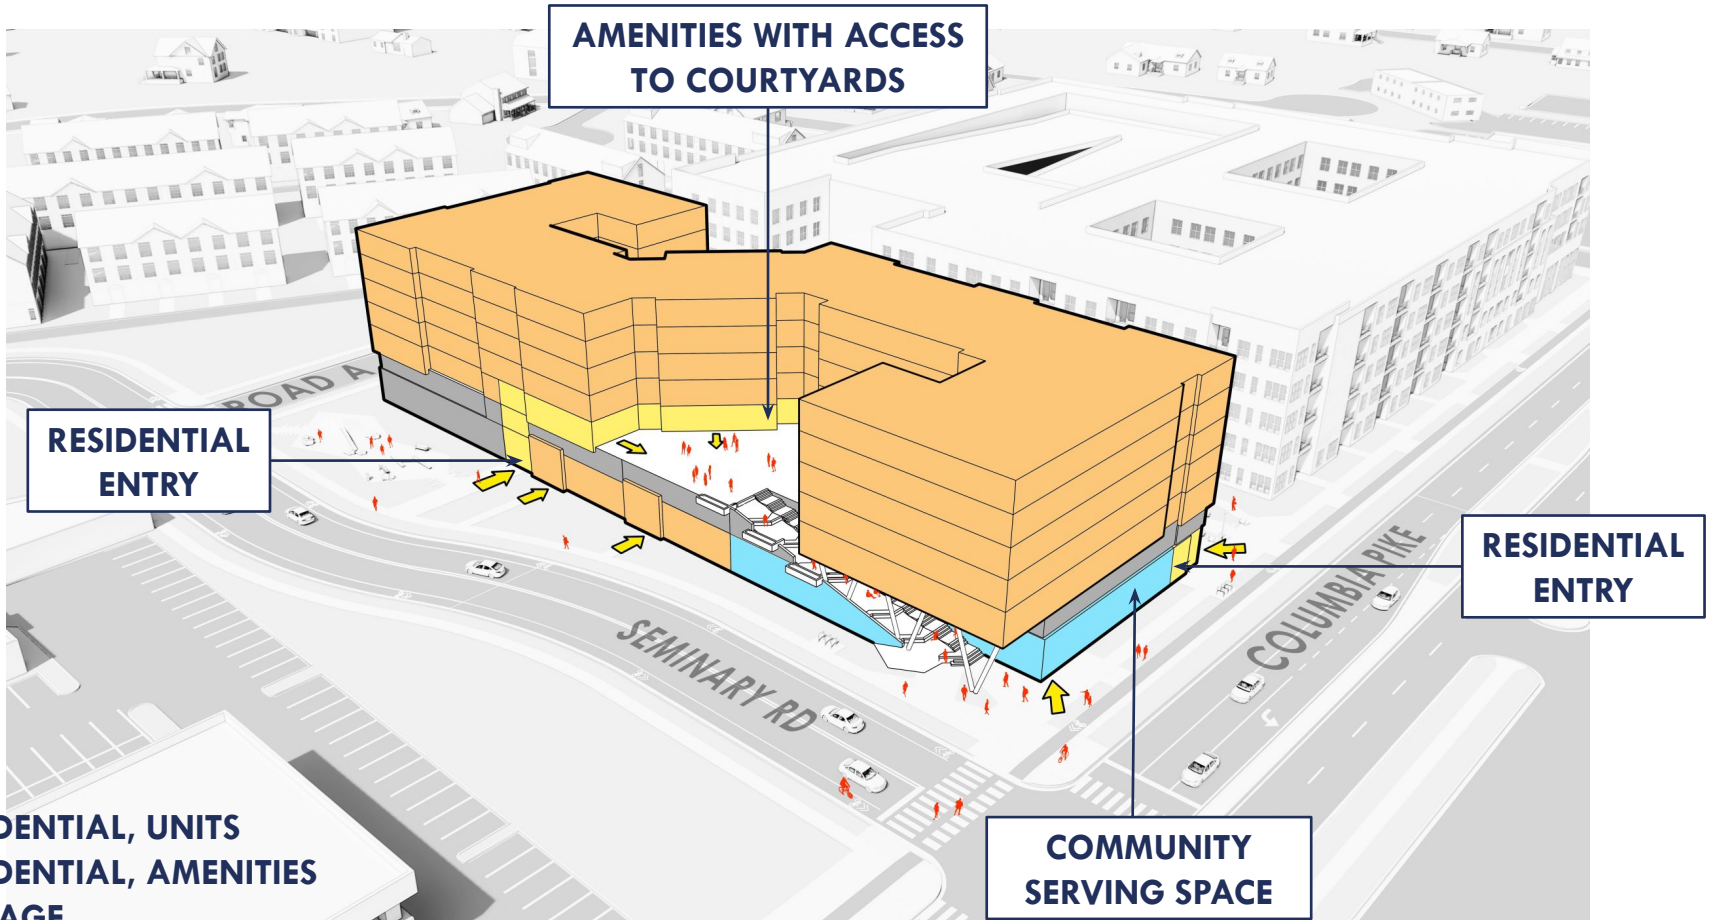 AMENITIES WITH ACCESS
TO COURTYARDS
ROAD A
RESIDENTIAL
ENTRY
RESIDENTIAL
ENTRY
COLUMBIA PIKE
SEMINARY RD
COMMUNITY
SERVING SPACE
DENTIAL, UNITS
DENTIAL, AMENITIES
AGE